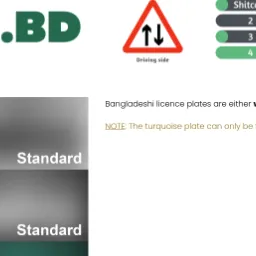 .BD
Driving side
Shitc
2
3
4
Bangladeshi licence plates are either
NOTE: The turquoise plate can only be
Standard
Standard